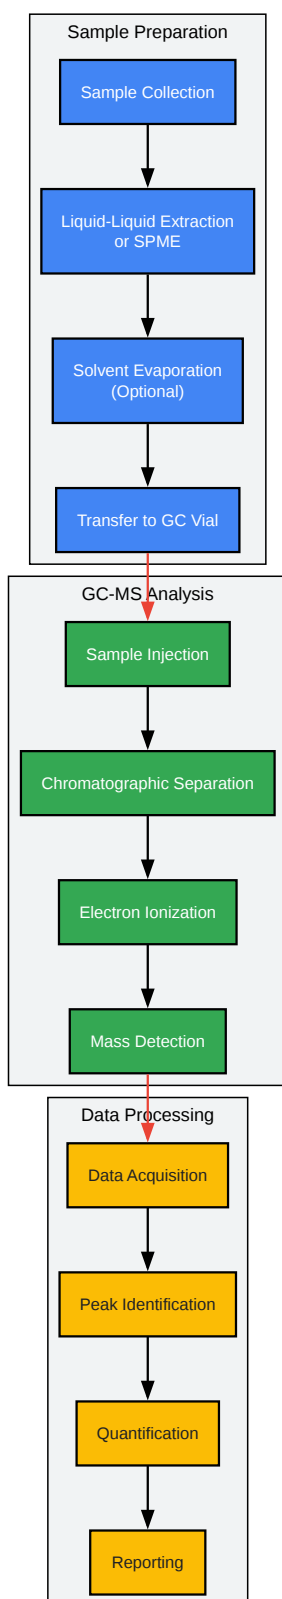 Sample Preparation
Sample Collection
Liquid-Liquid Extraction
or SPME
Solvent Evaporation
(Optional)
Transfer to GC Vial
GC-MS Analysis
Sample Injection
Chromatographic Separation
Electron Ionization
Mass Detection
Data Processing
Data Acquisition
Peak Identification
Quantification
Reporting